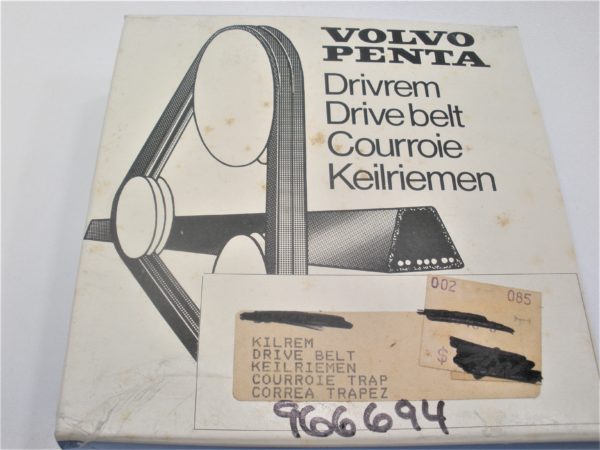 VOLVO
PENTA
Drivrem
Drive belt
Courroie
Keilriemen
002 085
KILREM
DRIVE BELT
KEILRIEMEN
COURROIE TRAP
CORREA TRAPEZ
$
966694